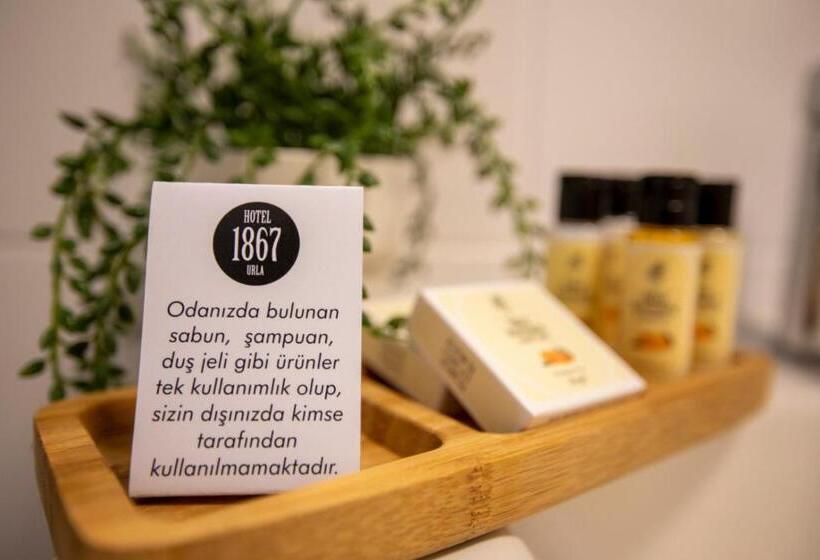 HOTEL
1867
URLA
Odanızda bulunan
sabun, şampuan,
duş jeli gibi ürünler
tek kullanımlık olup,
sizin dışınızda kimse
tarafından
kullanılmamaktadır.